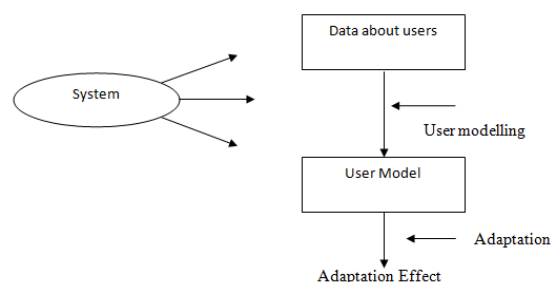 Data about users
System
User modelling
User Model
Adaptation
Adaptation Effect